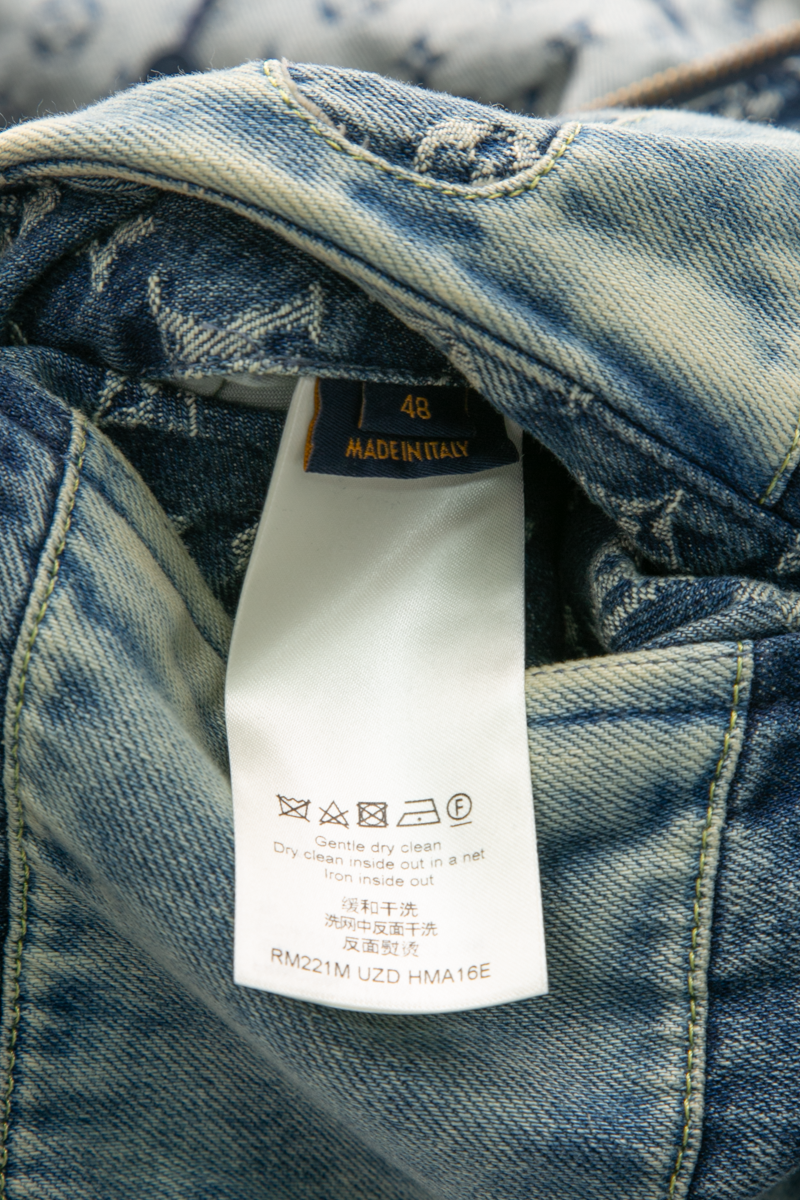 48
MADE IN ITALY
F
Gentle dry clean
Dry clean inside out in a net
Iron inside out
缓和干洗
洗网中反面干洗
反面熨烫
RM221M UZD HMA16E